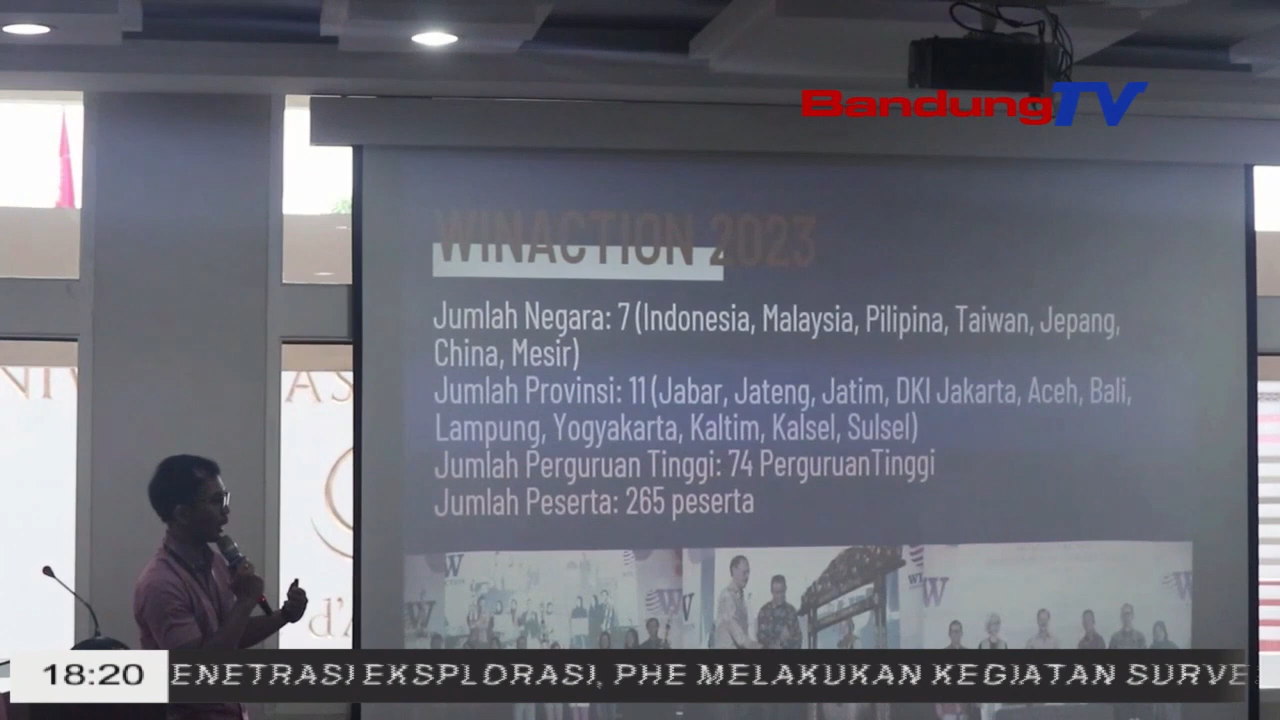 BandungTV
WINACTION 2023
Jumlah Negara: 7 (Indonesia, Malaysia, Pilipina, Taiwan, Jepang,
China, Mesir)
Jumlah Provinsi: 11 (Jabar, Jateng, Jatim, DKI Jakarta, Aceh, Bali,
Lampung, Yogyakarta, Kaltim, Kalsel, Sulsel)
Jumlah Perguruan Tinggi: 74 PerguruanTinggi
Jumlah Peserta: 265 peserta
18:20 ENETRASI EKSPLORASI, PHE MELAKUKAN KEGIATAN SURVE